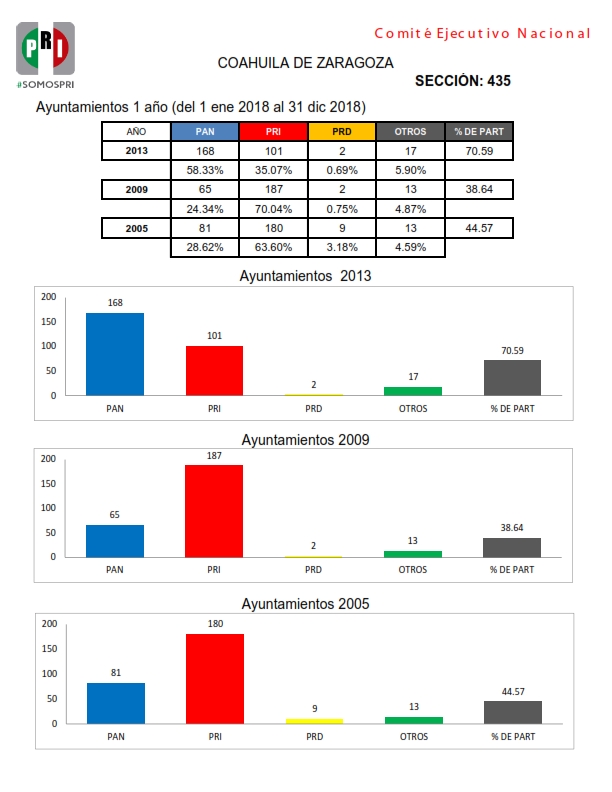 Comité Ejecutivo Nacional
PRI
#SOMOSPRI
COAHUILA DE ZARAGOZA
SECCIÓN: 435
Ayuntamientos 1 año (del 1 ene 2018 al 31 dic 2018)
AÑO PAN PRI PRD OTROS % DE PART
2013 168 101 2 17 70.59
58.33% 35.07% 0.69% 5.90%
2009 65 187 2 13 38.64
24.34% 70.04% 0.75% 4.87%
2005 81 180 9 13 44.57
28.62% 63.60% 3.18% 4.59%
Ayuntamientos 2013
200
150
100
50
0
168 101 2 17 70.59
PAN PRI PRD OTROS % DE PART
Ayuntamientos 2009
200
150
100
50
0
65 187 2 13 38.64
PAN PRI PRD OTROS % DE PART
Ayuntamientos 2005
200
150
100
50
0
81 180 9 13 44.57
PAN PRI PRD OTROS % DE PART